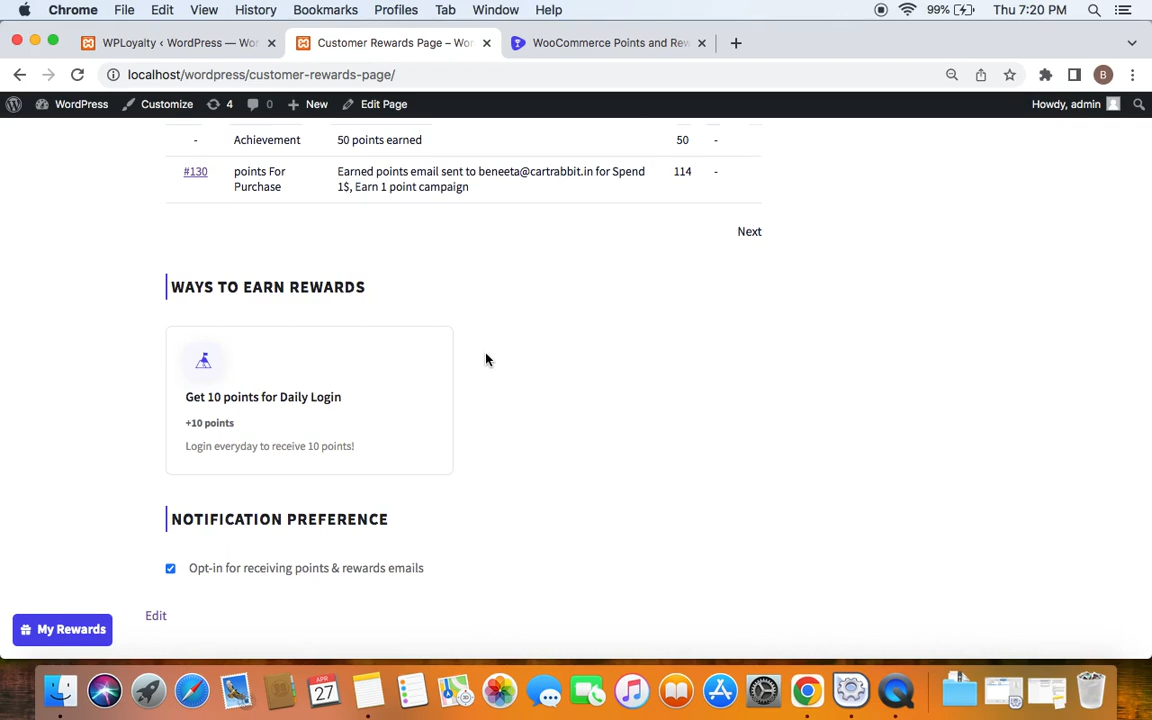 Chrome File Edit View History Bookmarks Profiles Tab Window Help 99% Thu 7:20 PM
WPLoyalty ‹ WordPress — Wor Customer Rewards Page – Wor WooCommerce Points and Rew
localhost/wordpress/customer-rewards-page/ B
WordPress Customize 4 0 New Edit Page Howdy, admin
- Achievement 50 points earned 50 -
#130 points For Earned points email sent to beneeta@cartrabbit.in for Spend 114 -
Purchase 1$, Earn 1 point campaign
Next
WAYS TO EARN REWARDS
Get 10 points for Daily Login
+10 points
Login everyday to receive 10 points!
NOTIFICATION PREFERENCE
Opt-in for receiving points & rewards emails
Edit
My Rewards
APR
27